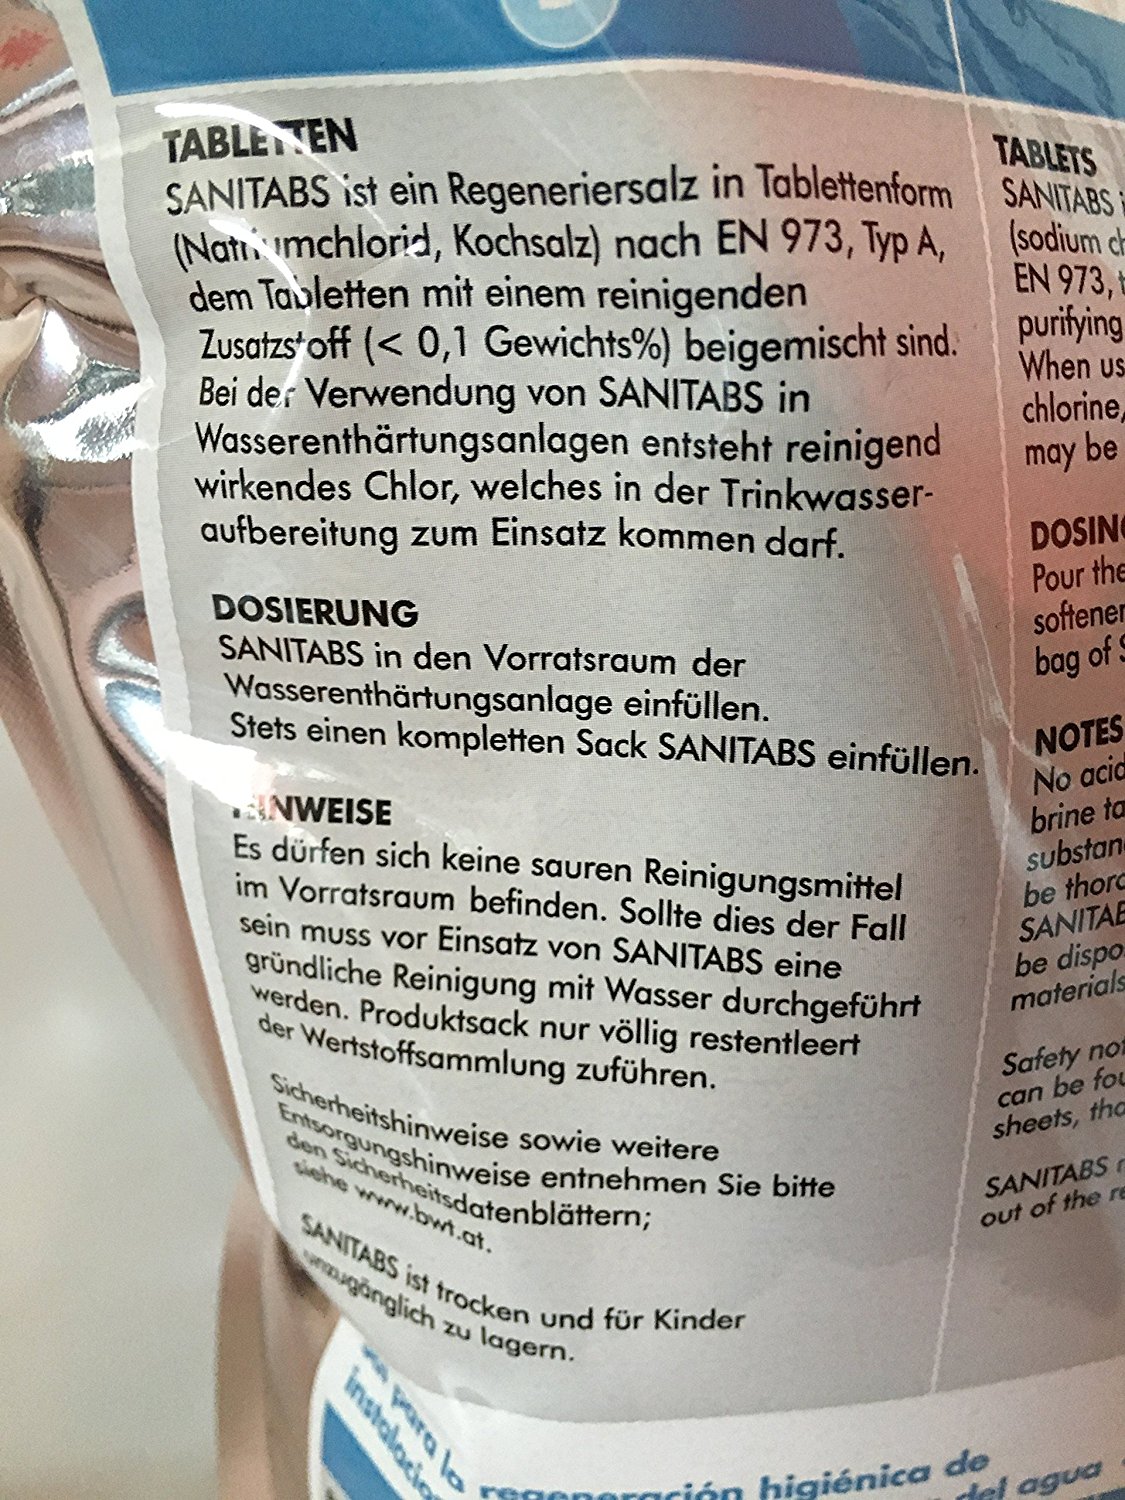 TABLETTEN
SANITABS ist ein Regeneriersalz in Tablettenform
(Natriumchlorid, Kochsalz) nach EN 973, Typ A,
dem Tabletten mit einem reinigenden
Zusatzstoff (< 0,1 Gewichts%) beigemischt sind.
Bei der Verwendung von SANITABS in
Wasserenthärtungsanlagen entsteht reinigend
wirkendes Chlor, welches in der Trinkwasser-
aufbereitung zum Einsatz kommen darf.
DOSIERUNG
SANITABS in den Vorratsraum der
Wasserenthärtungsanlage einfüllen.
Stets einen kompletten Sack SANITABS einfüllen.
HINWEISE
Es dürfen sich keine sauren Reinigungsmittel
im Vorratsraum befinden. Sollte dies der Fall
sein muss vor Einsatz von SANITABS eine
gründliche Reinigung mit Wasser durchgeführt
werden. Produktsack nur völlig restentleert
der Wertstoffsammlung zuführen.
Sicherheitshinweise sowie weitere
Entsorgungshinweise entnehmen Sie bitte
den Sicherheitsdatenblättern;
siehe www.bwt.at.
SANITABS ist trocken und für Kinder
unzugänglich zu lagern.
TABLETS
SANITABS
(sodium
EN 973,
purifying
When
chlorine,
may be
Pour the
bag of
NOTES
No
brine
be
SANITAB
be
materials
Safety
can be
sheets,
SANITABS
out of the
para la
regeneración higiénica de
del agua